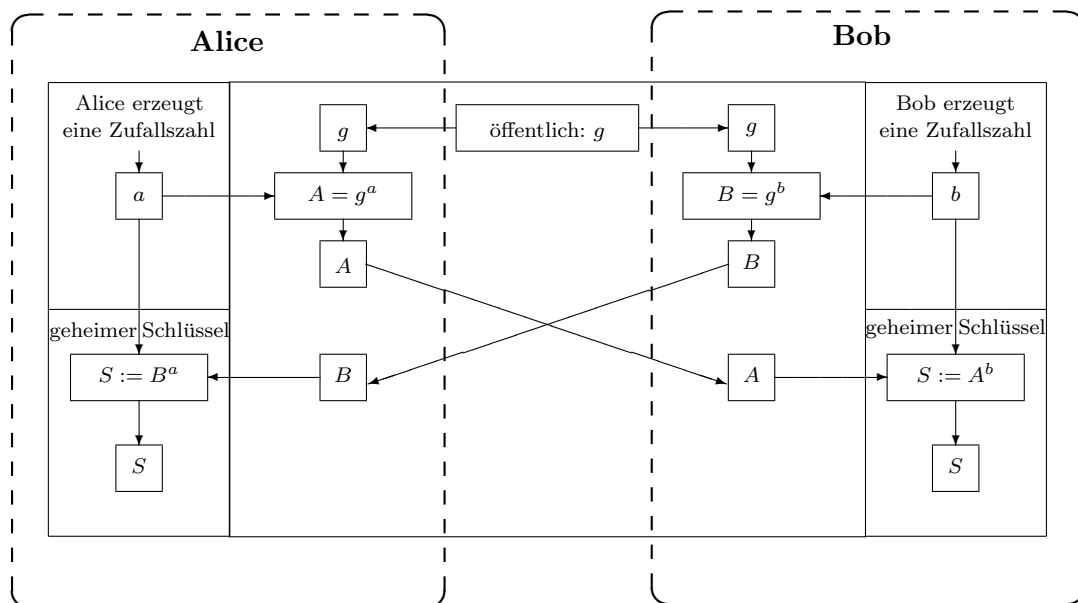 Alice
Bob
Alice erzeugt
eine Zufallszahl
g
öffentlich: g
g
Bob erzeugt
eine Zufallszahl
a
A = g^a
B = g^b
b
A
B
geheimer Schlüssel
geheimer Schlüssel
S := B^a
B
A
S := A^b
S
S